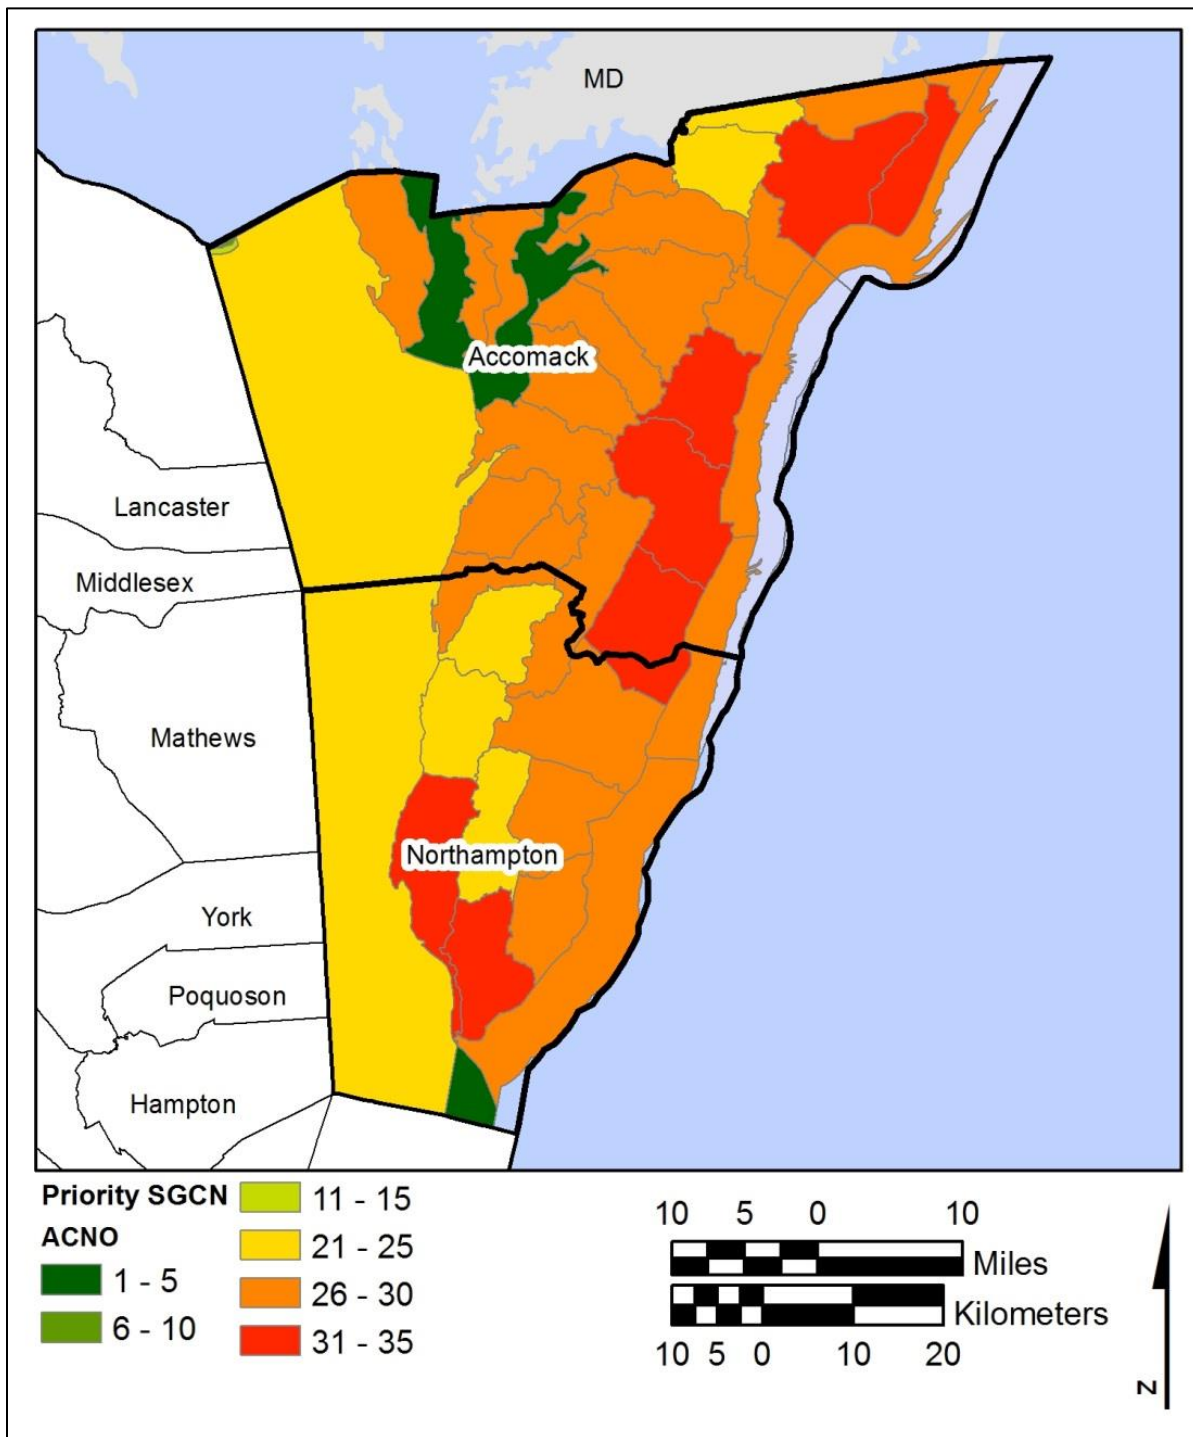 MD
Accomack
Lancaster
Middlesex
Mathews
Northampton
York
Poquoson
Hampton
Priority SGCN
ACNO
1 - 5
6 - 10
11 - 15
21 - 25
26 - 30
31 - 35
10 5 0 10
Miles
Kilometers
10 5 0 10 20
N